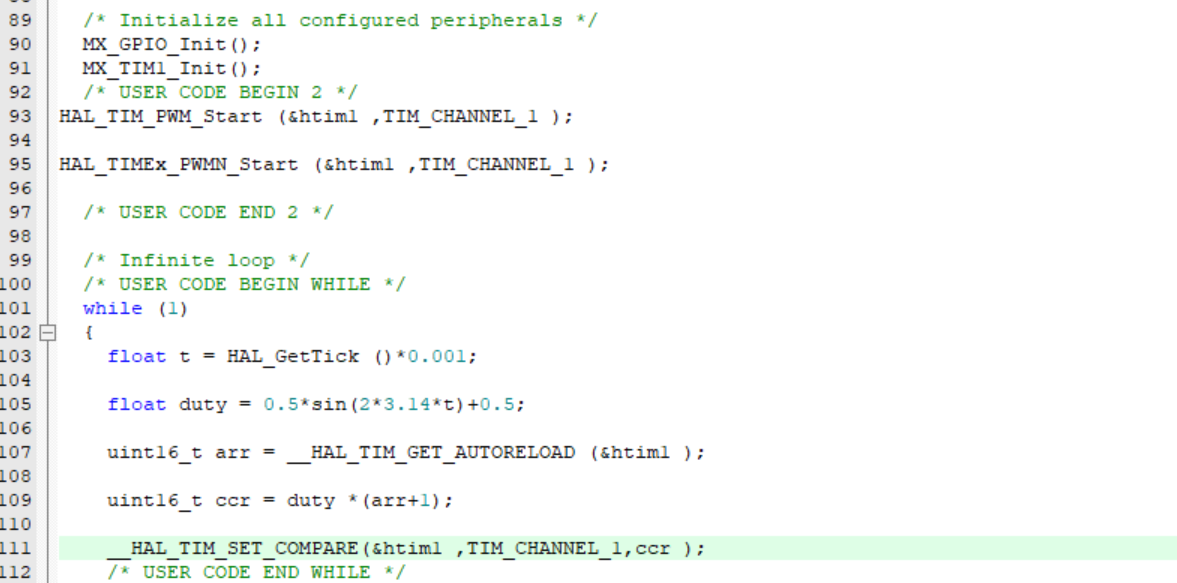 89 /* Initialize all configured peripherals */
90 MX_GPIO_Init();
91 MX_TIM1_Init();
92 /* USER CODE BEGIN 2 */
93 HAL_TIM_PWM_Start (&htim1 ,TIM_CHANNEL_1 );
94
95 HAL_TIMEx_PWMN_Start (&htim1 ,TIM_CHANNEL_1 );
96
97 /* USER CODE END 2 */
98
99 /* Infinite loop */
100 /* USER CODE BEGIN WHILE */
101 while (1)
102 {
103 float t = HAL_GetTick ()*0.001;
104
105 float duty = 0.5*sin(2*3.14*t)+0.5;
106
107 uint16_t arr = __HAL_TIM_GET_AUTORELOAD (&htim1 );
108
109 uint16_t ccr = duty *(arr+1);
110
111 __HAL_TIM_SET_COMPARE(&htim1 ,TIM_CHANNEL_1,ccr );
112 /* USER CODE END WHILE */